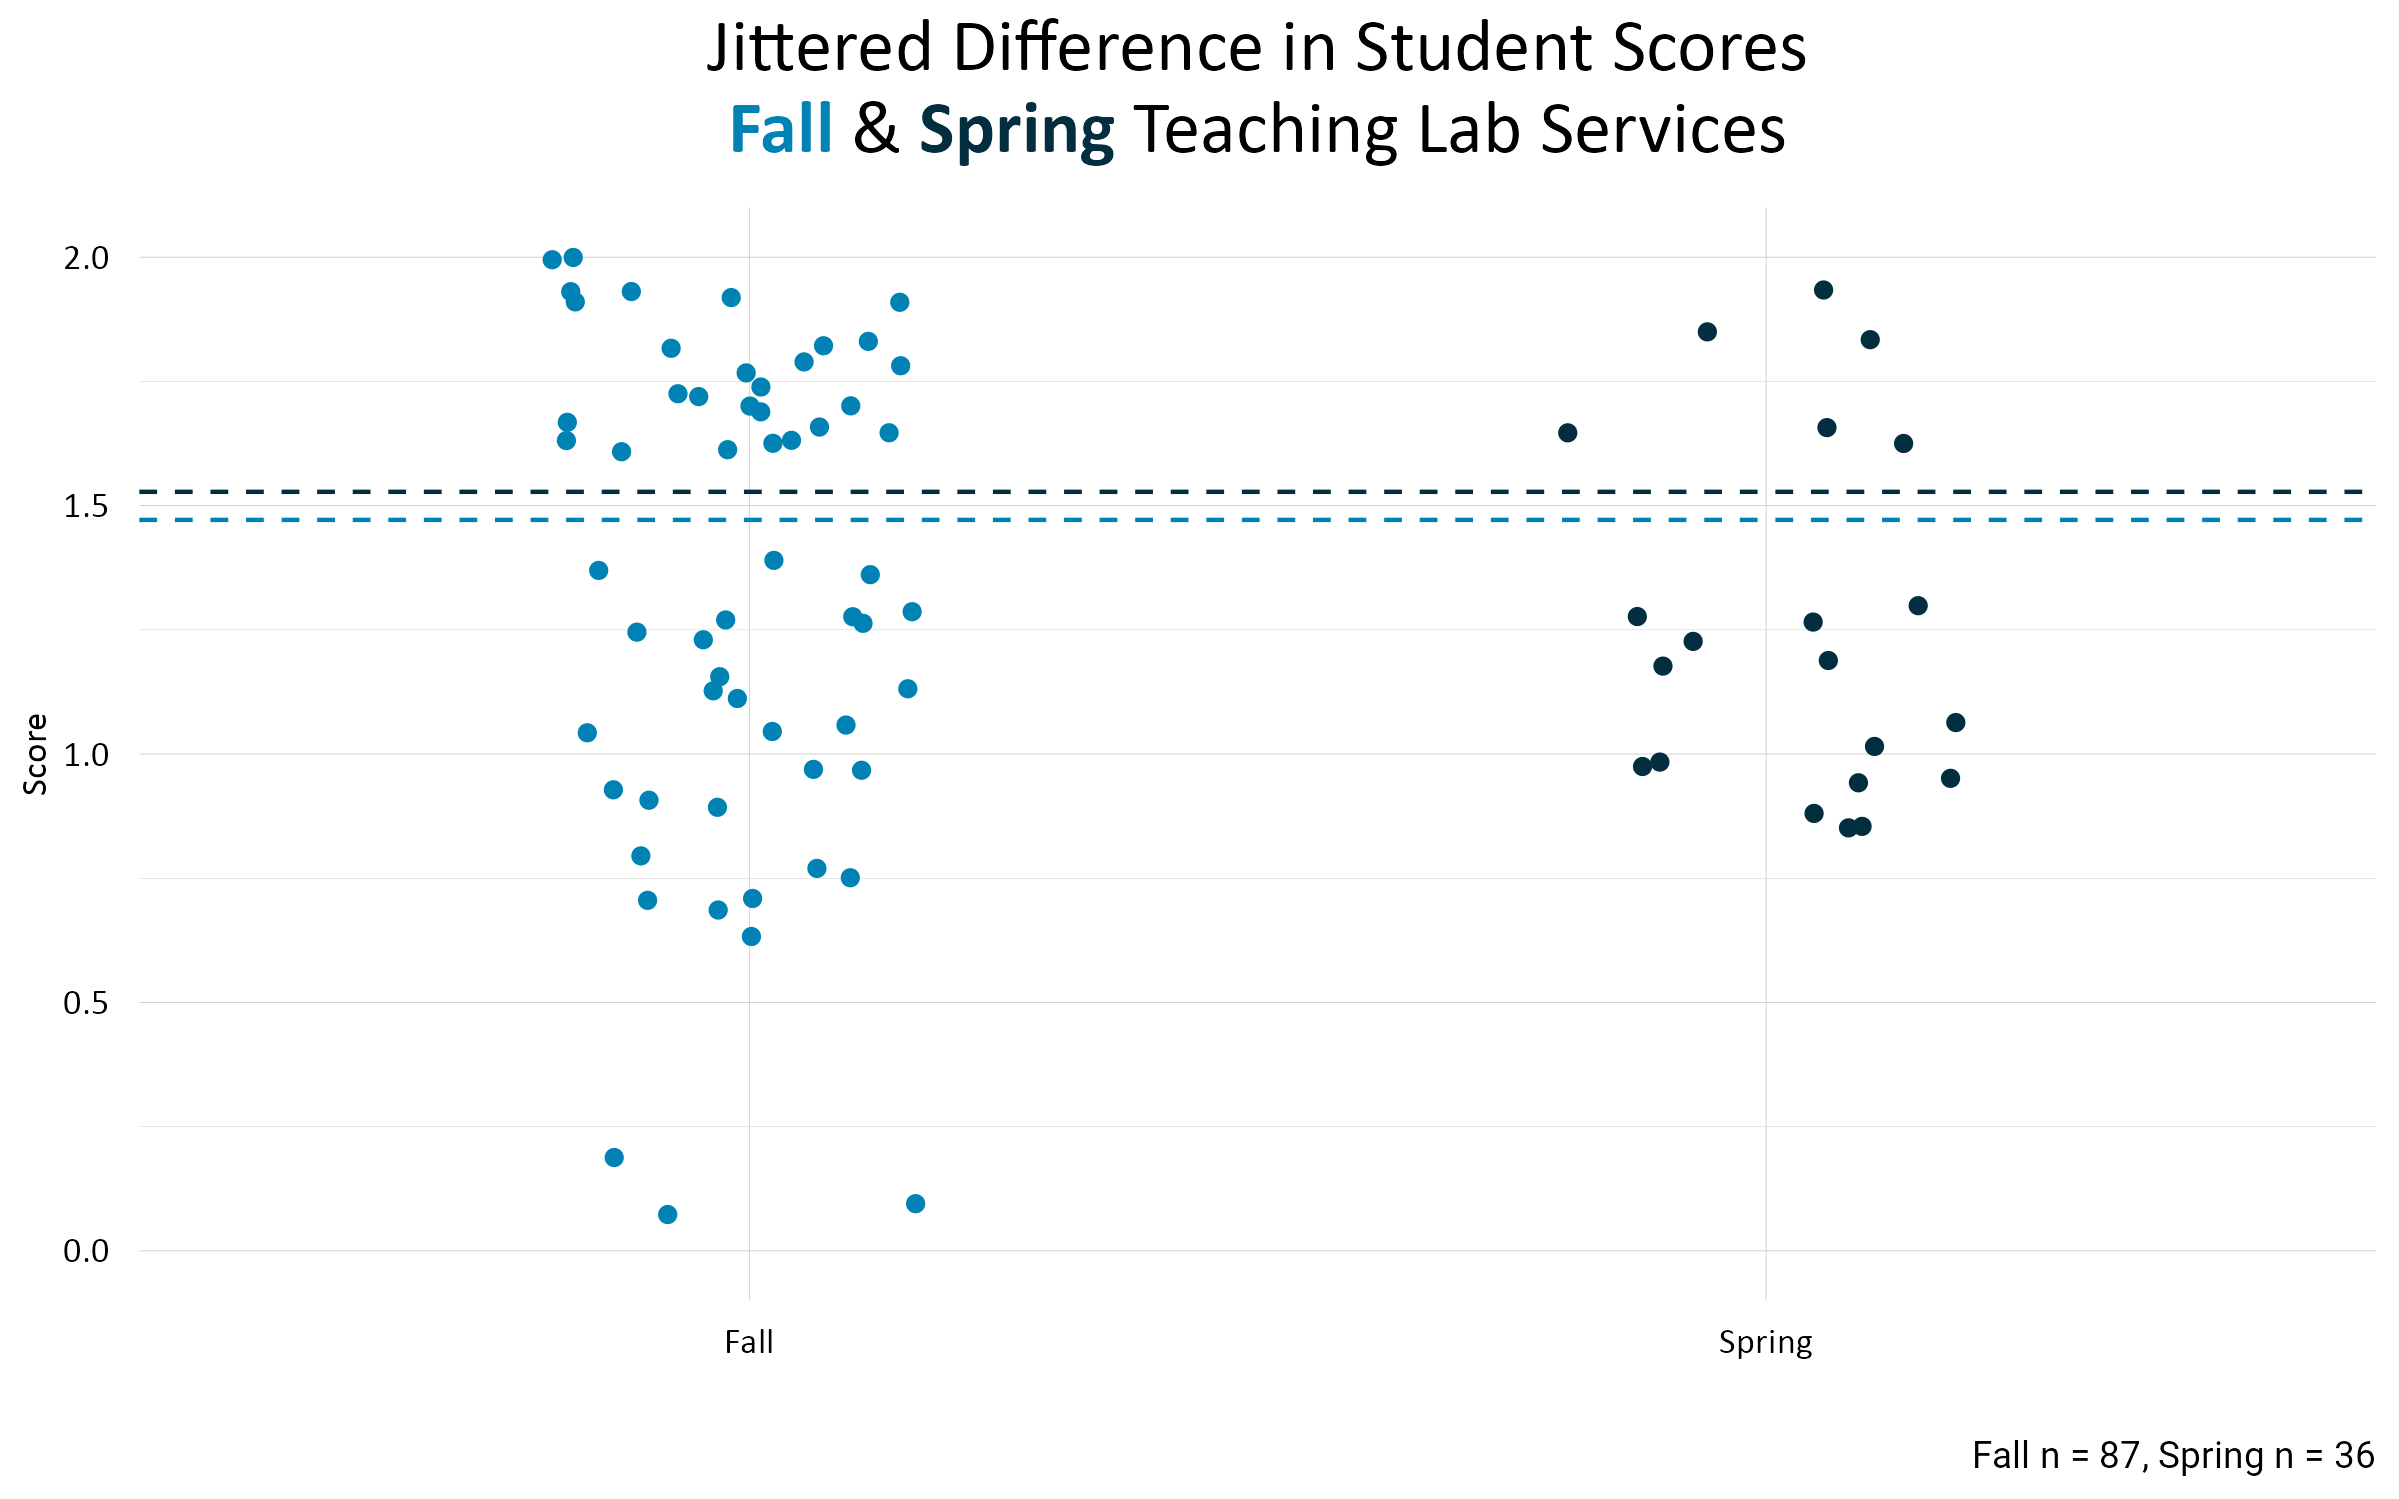 Jittered Difference in Student Scores
Fall & Spring Teaching Lab Services
Score
2.0
1.5
1.0
0.5
0.0
Fall
Spring
Fall n = 87, Spring n = 36